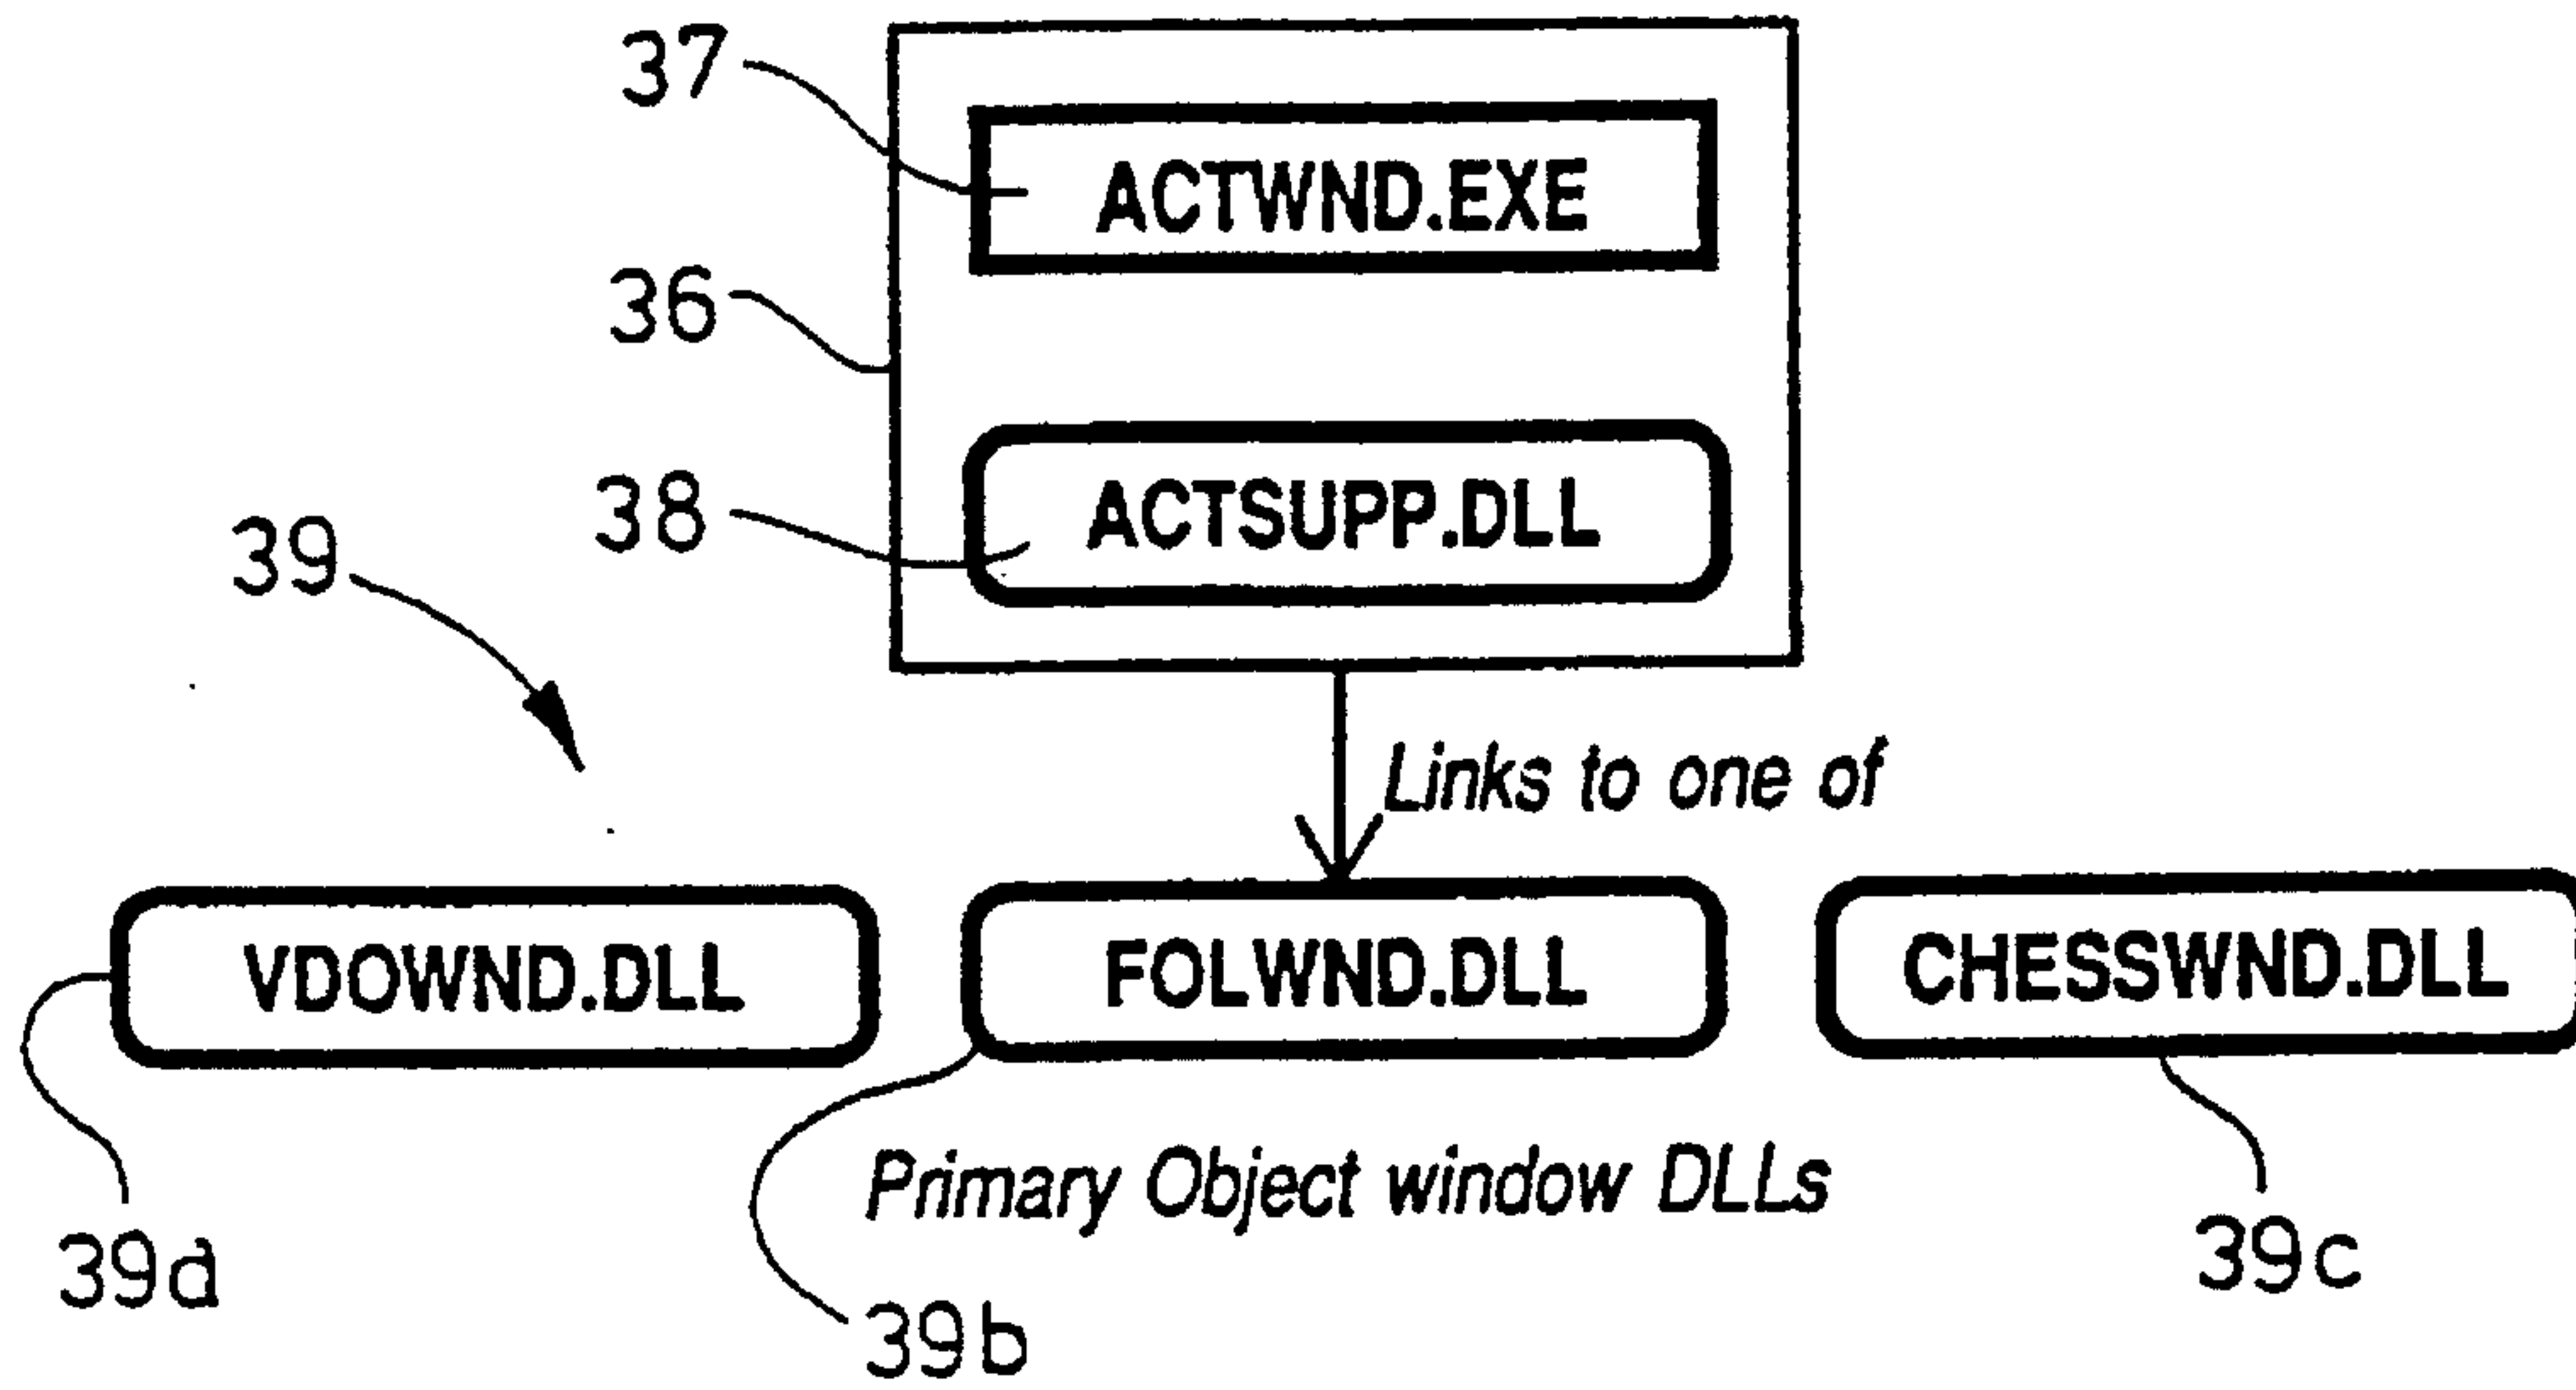 37
ACTWND.EXE
36
38
ACTSUPP.DLL
39
Links to one of
VDOWND.DLL
FOLWND.DLL
CHESSWND.DLL
Primary Object window DLLs
39a
39b
39c